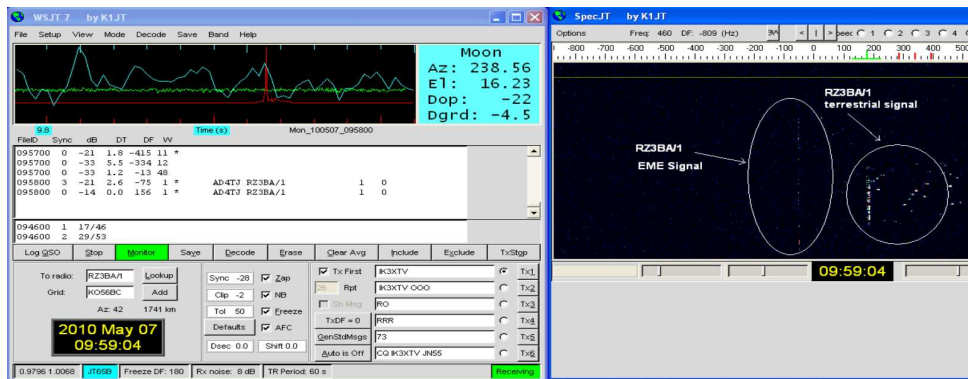 WSJT 7 by K1JT
File Setup View Mode Decode Save Band Help
Moon
Az: 238.56
El: 16.23
Dop: -22
Dgrd: -4.5
9.8 Time (s) Mon_100507_095800
FileID Sync dB DT DF W
095700 0 -21 1.8 -415 11 *
095700 0 -33 5.5 -334 12
095700 0 -33 1.2 -13 48
095800 3 -21 2.6 -75 1 * AD4TJ RZ3BA/1 1 0
095800 0 -14 0.0 156 1 * AD4TJ RZ3BA/1 1 0
094600 1 17/46
094600 2 29/53
Log QSO Stop Monitor Save Decode Erase Clear Avg Include Exclude TxStop
To radio: RZ3BA/1 Lookup
Grid: KO56BC Add
Az: 42 1741 km
2010 May 07
09:59:04
Sync -28 Zap
Clip -2 NB
Tol 50 Freeze
Defaults AFC
Dsec 0.0 Shift 0.0
Tx First IK3XTV Tx1
26 Rpt IK3XTV OOO Tx2
Sh Msg RO Tx3
TxDF = 0 RRR Tx4
GenStdMsgs 73 Tx5
Auto is Off CQ IK3XTV JN55 Tx6
0.9796 1.0068 JT65B Freeze DF: 180 Rx noise: 8 dB TR Period: 60 s Receiving
SpecJT by K1JT
Options Freq: 460 DF: -809 (Hz) < | > 1 2 3 4
-800 -700 -600 -500 -400 -300 -200 -100 0 100 200 300 400 500
RZ3BA/1
terrestrial signal
RZ3BA/1
EME Signal
09:59:04